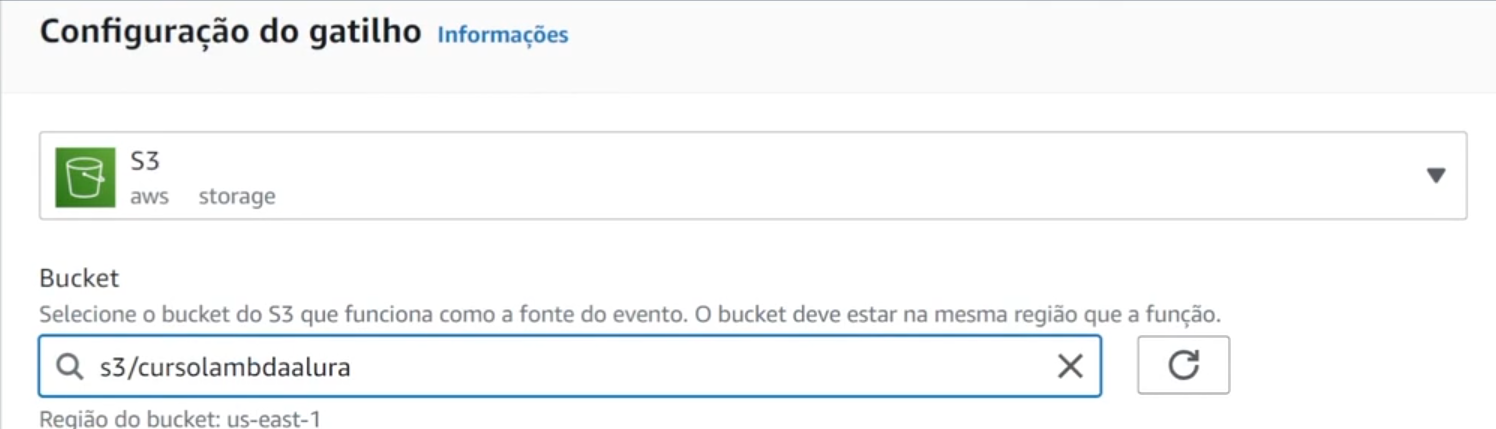 Configuração do gatilho Informações
S3
aws storage
Bucket
Selecione o bucket do S3 que funciona como a fonte do evento. O bucket deve estar na mesma região que a função.
s3/cursolambdaalura
Região do bucket: us-east-1